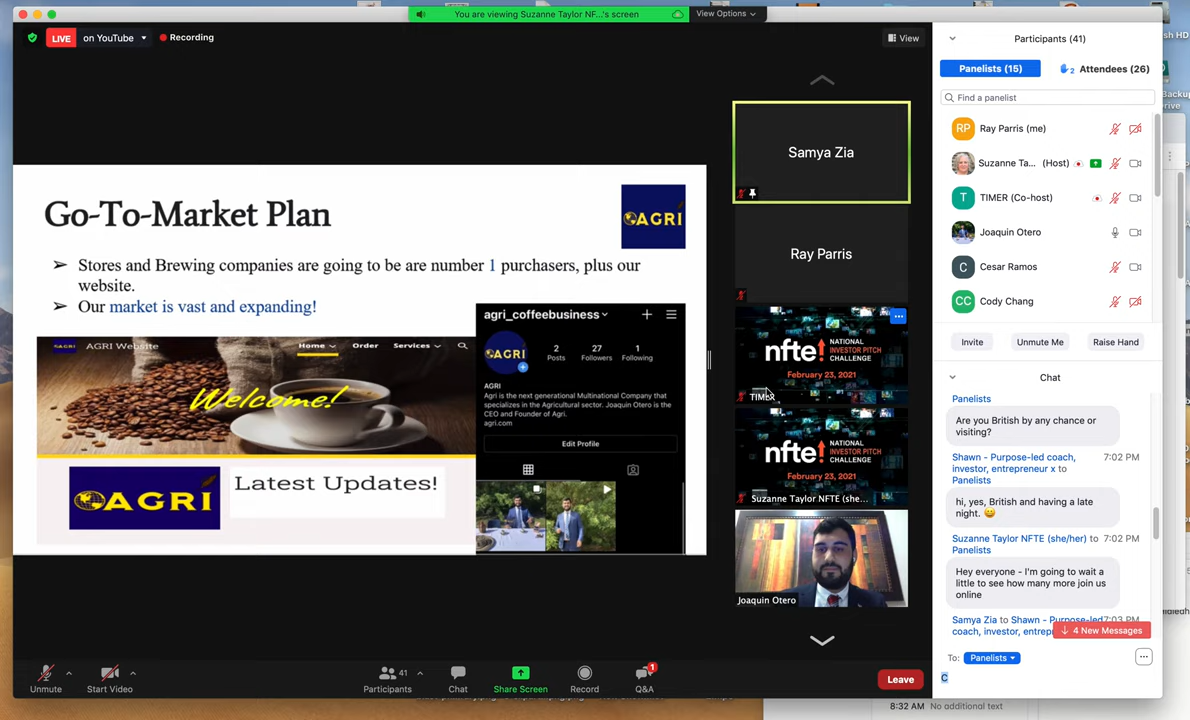 You are viewing Suzanne Taylor NF...'s screen
View Options
LIVE
on YouTube
Recording
View
Go-To-Market Plan
AGRI
Stores and Brewing companies are going to be are number 1 purchasers, plus our
website.
Our market is vast and expanding!
AGRI
AGRI Website
Home
Order
Services
Welcome!
AGRI
Latest Updates!
agri_coffeebusiness
2
27
1
Posts
Followers
Following
AGRI
AGRI
Agri is the next generational Multinational Company that
specializes in the Agricultural sector. Joaquin Otero is the
CEO and Founder of Agri.
agri.com
Edit Profile
Samya Zia
Ray Parris
nfte! NATIONAL
INVESTOR PITCH
CHALLENGE
February 23, 2021
TIMER
nfte! NATIONAL
INVESTOR PITCH
CHALLENGE
February 23, 2021
Suzanne Taylor NFTE (she...
Joaquin Otero
Participants (41)
Panelists (15)
2
Attendees (26)
Find a panelist
RP
Ray Parris (me)
Suzanne Ta... (Host)
T
TIMER (Co-host)
Joaquin Otero
C
Cesar Ramos
CC
Cody Chang
Invite
Unmute Me
Raise Hand
Chat
Panelists
Are you British by any chance or
visiting?
Shawn - Purpose-led coach,
investor, entrepreneur x to
Panelists
7:02 PM
hi, yes, British and having a late
night.
Suzanne Taylor NFTE (she/her) to
Panelists
7:02 PM
Hey everyone - I'm going to wait a
little to see how many more join us
online
Samya Zia to Shawn - Purpose-led
7:03 PM
coach, investor, entrep
4 New Messages
To: Panelists
C
Unmute
Start Video
41
Participants
Chat
Share Screen
Record
1
Q&A
Leave
8:32 AM No additional text